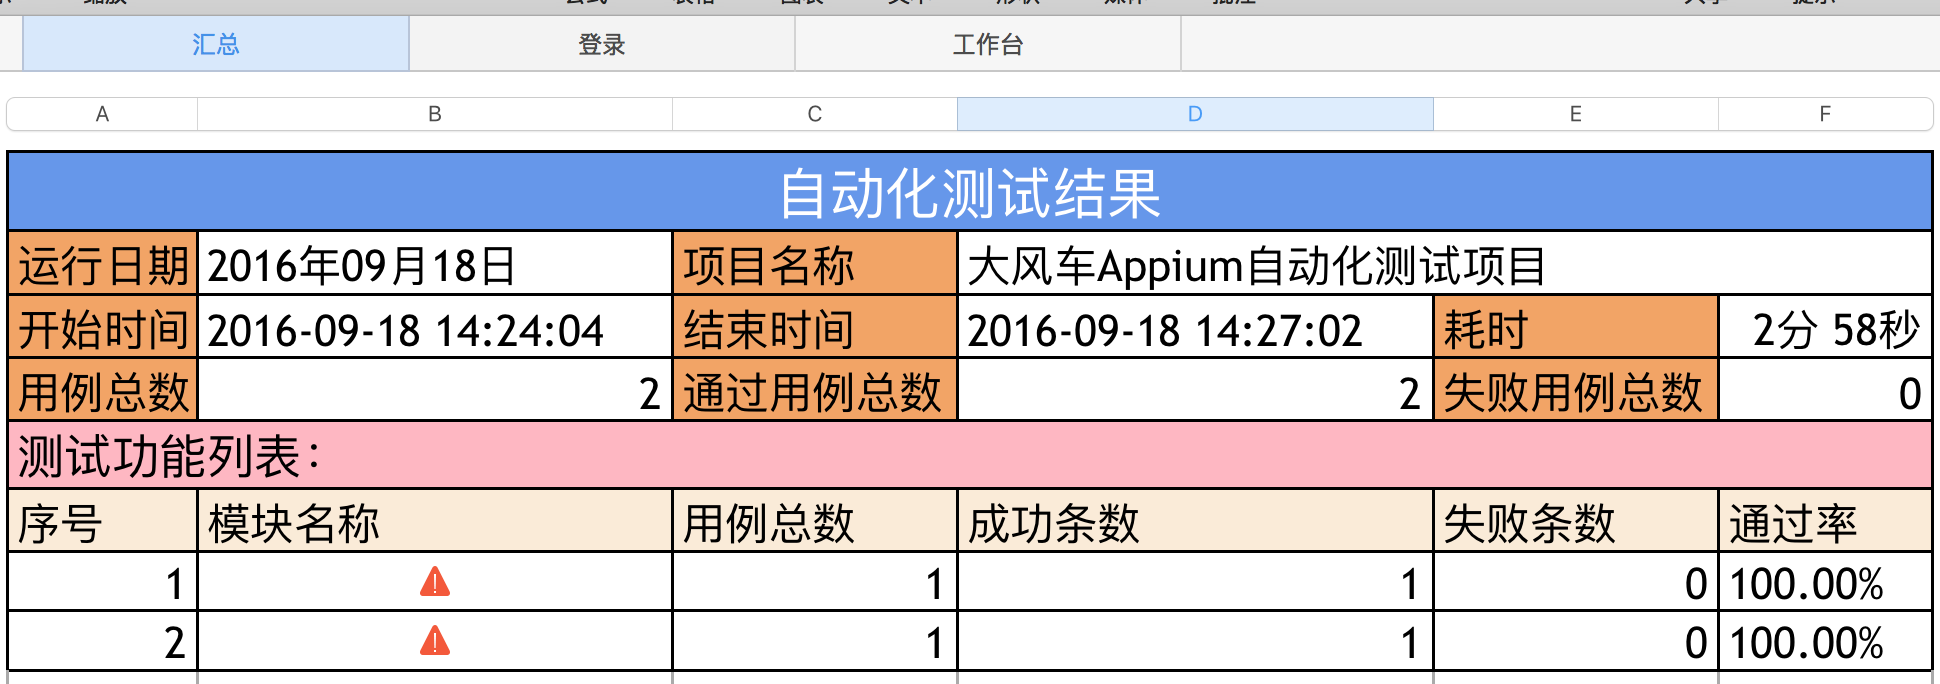 汇总 登录 工作台
A B C D E F
自动化测试结果
运行日期 2016年09月18日 项目名称 大风车Appium自动化测试项目
开始时间 2016-09-18 14:24:04 结束时间 2016-09-18 14:27:02 耗时 2分 58秒
用例总数 2 通过用例总数 2 失败用例总数 0
测试功能列表：
序号 模块名称 用例总数 成功条数 失败条数 通过率
1 1 1 0 100.00%
2 1 1 0 100.00%